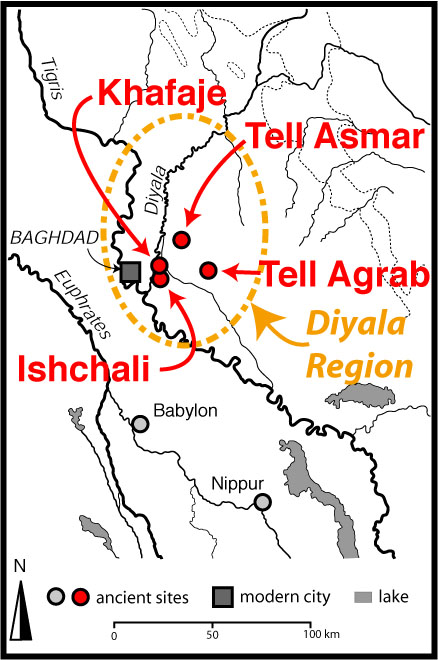 Tigris
Khafaje
Tell Asmar
Diyala
BAGHDAD
Tell Agrab
Euphrates
Diyala
Region
Ishchali
Babylon
Nippur
N
ancient sites
modern city
lake
0
50
100 km